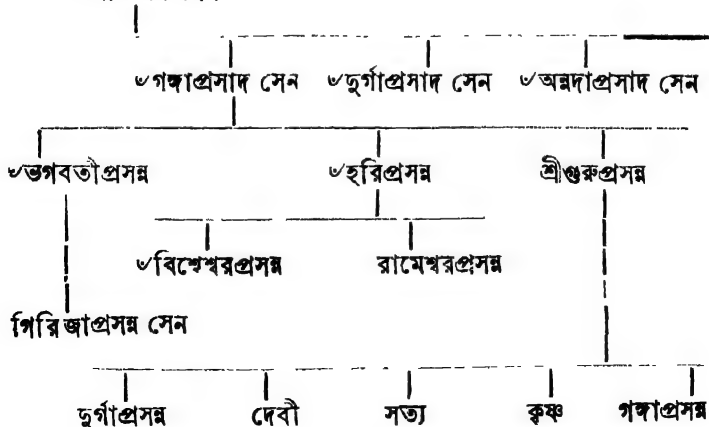 ৺গঙ্গাপ্রসাদ সেন ৺দুর্গাপ্রসাদ সেন ৺অন্নদাপ্রসাদ সেন
৺ভগবতীপ্রসন্ন ৺হরিপ্রসন্ন শ্রীগুরুপ্রসন্ন
৺বিশ্বেশ্বরপ্রসন্ন রামেশ্বরপ্রসন্ন
গিরিজাপ্রসন্ন সেন
দুর্গাপ্রসন্ন দেবী সত্য কৃষ্ণ গঙ্গাপ্রসন্ন